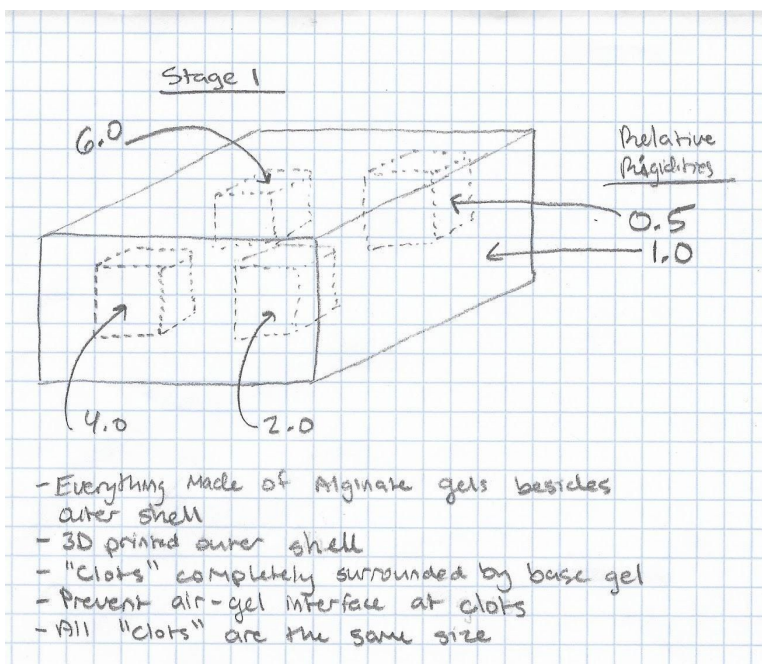 Stage 1
6.0
Relative
Rigidities
0.5
1.0
4.0
2.0
- Everything Made of Alginate gels besides
outer shell
- 3D printed outer shell
- "Clots" completely surrounded by base gel
- Prevent air-gel interface at clots
- All "clots" are the same size